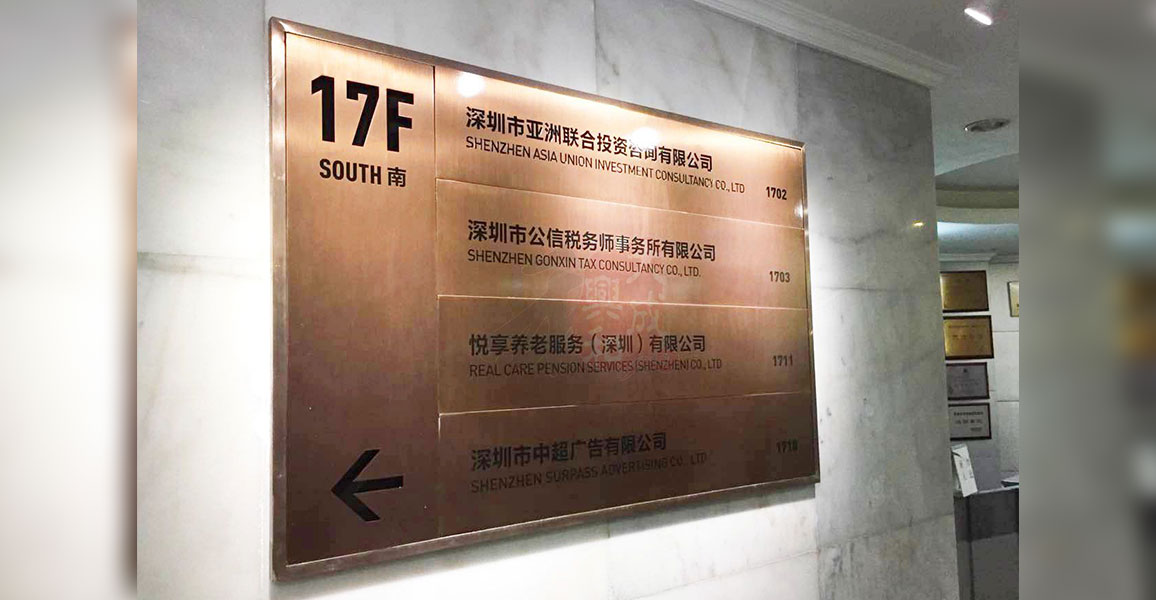 17F
SOUTH 南
深圳市亚洲联合投资咨询有限公司
SHENZHEN ASIA UNION INVESTMENT CONSULTANCY CO., LTD
1702
深圳市公信税务师事务所有限公司
SHENZHEN GONXIN TAX CONSULTANCY CO., LTD.
1703
悦享养老服务（深圳）有限公司
REAL CARE PENSION SERVICES (SHENZHEN) CO., LTD
1711
深圳市中超广告有限公司
SHENZHEN SURPASS ADVERTISING CO., LTD
1710